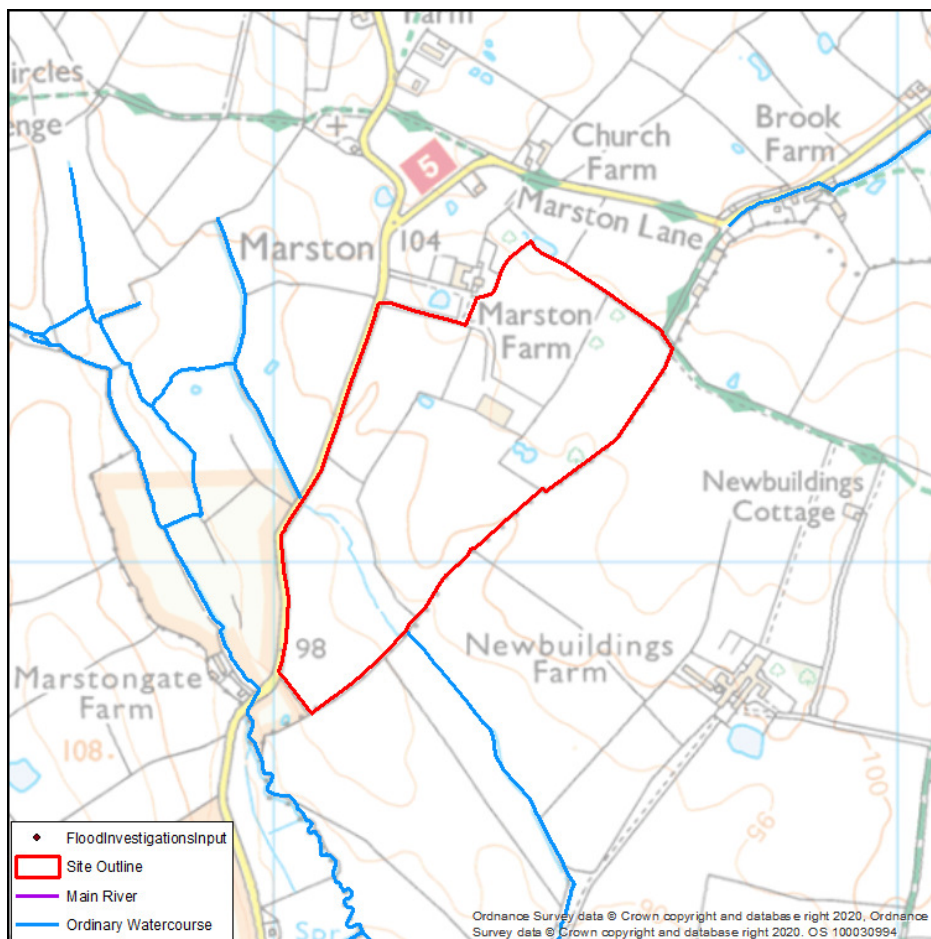 Farm
ircles
enge
5
Church
Farm
Brook
Farm
Marston Lane
Marston
104
Marston
Farm
Newbuildings
Cottage
98
Newbuildings
Farm
Marstongate
Farm
108
100
95
FloodInvestigationsInput
Site Outline
Main River
Ordinary Watercourse
Spr
Ordnance Survey data © Crown copyright and database right 2020, Ordnance
Survey data © Crown copyright and database right 2020. OS 100030994